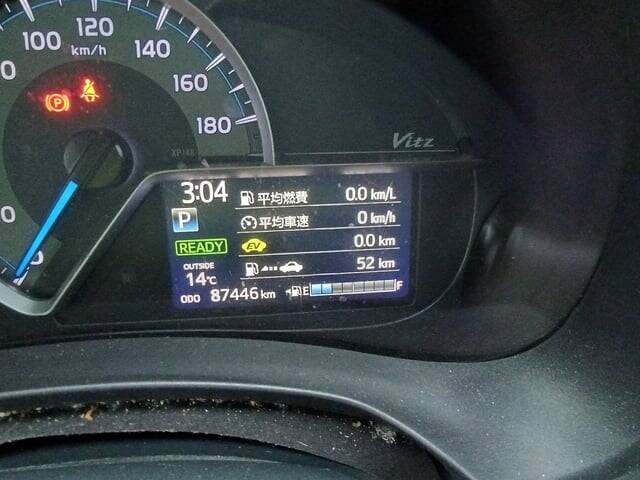 100 120 140 160 180
km/h
P
XP148
Vitz
3:04
平均燃費 0.0 km/L
P
平均車速 0 km/h
READY EV 0.0 km
OUTSIDE 14℃
52 km
ODO 87446 km E F